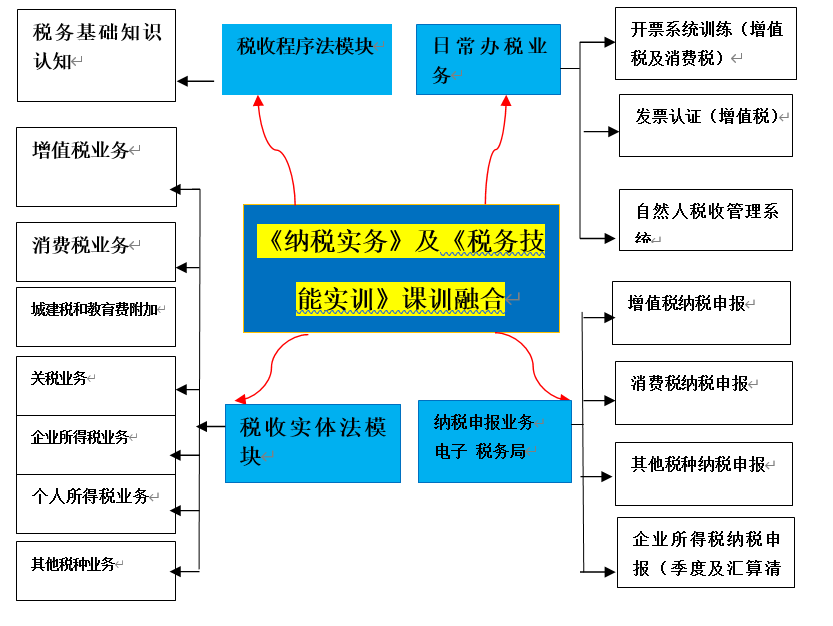 税务基础知识
认知
税收程序法模块
日常办税业
务
开票系统训练（增值
税及消费税）
发票认证（增值税）
自然人税收管理系
统
增值税业务
消费税业务
城建税和教育费附加
关税业务
企业所得税业务
个人所得税业务
其他税种业务
《纳税实务》及《税务技
能实训》课训融合
税收实体法模
块
纳税申报业务
电子 税务局
增值税纳税申报
消费税纳税申报
其他税种纳税申报
企业所得税纳税申
报（季度及汇算清